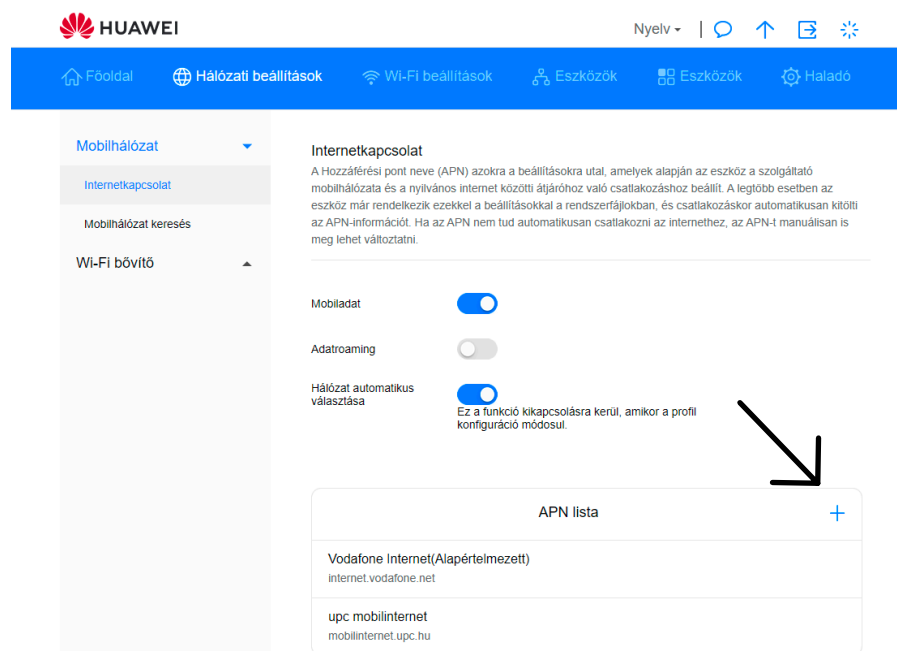 HUAWEI
Nyelv
Főoldal
Hálózati beállítások
Wi-Fi beállítások
Eszközök
Eszközök
Haladó
Mobilhálózat
Internetkapcsolat
Mobilhálózat keresés
Wi-Fi bővítő
Internetkapcsolat
A Hozzáférési pont neve (APN) azokra a beállításokra utal, amelyek alapján az eszköz a szolgáltató
mobilhálózata és a nyilvános internet közötti átjáróhoz való csatlakozáshoz beállít. A legtöbb esetben az
eszköz már rendelkezik ezekkel a beállításokkal a rendszerfájlokban, és csatlakozáskor automatikusan kitölti
az APN-információt. Ha az APN nem tud automatikusan csatlakozni az internethez, az APN-t manuálisan is
meg lehet változtatni.
Mobiladat
Adatroaming
Hálózat automatikus
választása
Ez a funkció kikapcsolásra kerül, amikor a profil
konfiguráció módosul.
APN lista
Vodafone Internet(Alapértelmezett)
internet.vodafone.net
upc mobilinternet
mobilinternet.upc.hu